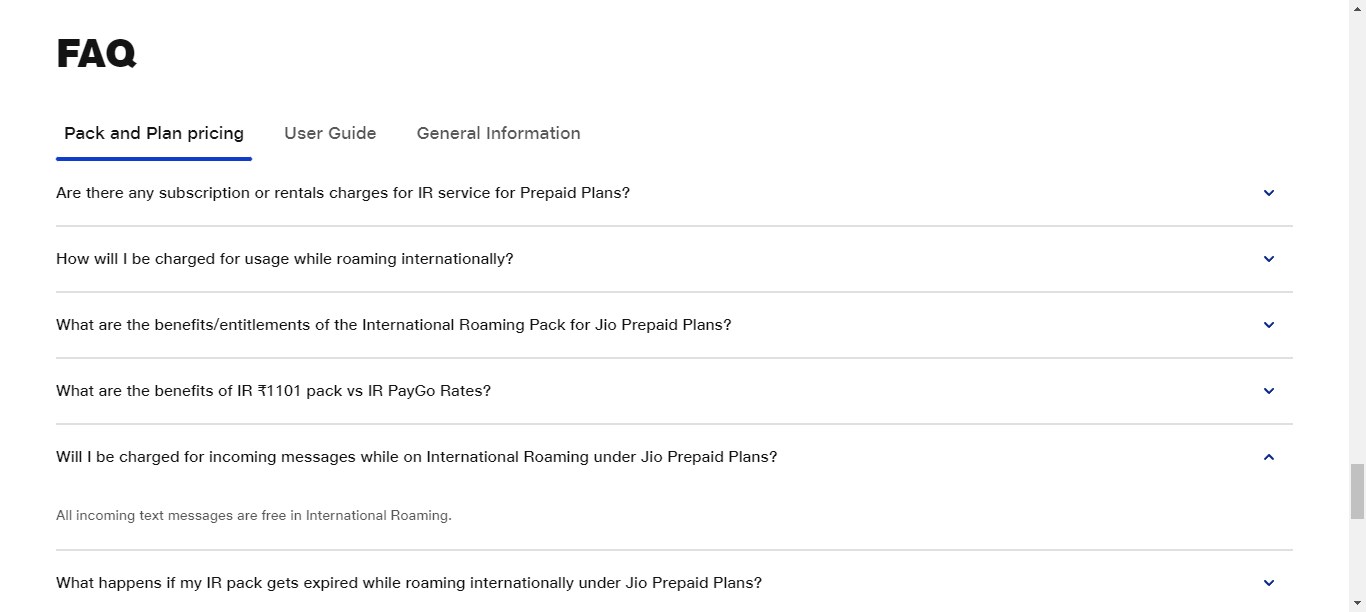 FAQ
Pack and Plan pricing User Guide General Information
Are there any subscription or rentals charges for IR service for Prepaid Plans?
How will I be charged for usage while roaming internationally?
What are the benefits/entitlements of the International Roaming Pack for Jio Prepaid Plans?
What are the benefits of IR ₹1101 pack vs IR PayGo Rates?
Will I be charged for incoming messages while on International Roaming under Jio Prepaid Plans?
All incoming text messages are free in International Roaming.
What happens if my IR pack gets expired while roaming internationally under Jio Prepaid Plans?